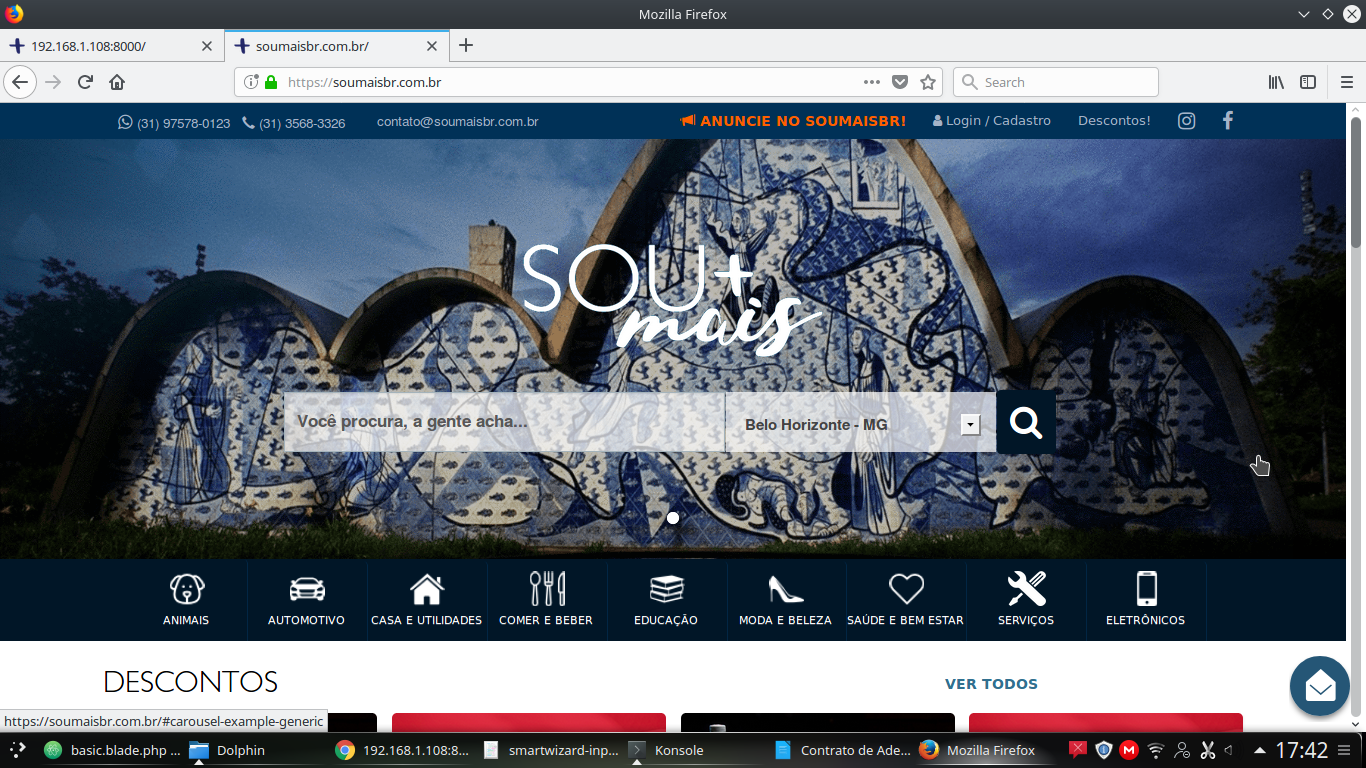 Mozilla Firefox
192.168.1.108:8000/
soumaisbr.com.br/
https://soumaisbr.com.br
Search
(31) 97578-0123
(31) 3568-3326
contato@soumaisbr.com.br
ANUNCIE NO SOUMAISBR!
Login / Cadastro
Descontos!
SOU+
mais
Você procura, a gente acha...
Belo Horizonte - MG
ANIMAIS
AUTOMOTIVO
CASA E UTILIDADES
COMER E BEBER
EDUCAÇÃO
MODA E BELEZA
SAÚDE E BEM ESTAR
SERVIÇOS
ELETRÔNICOS
DESCONTOS
VER TODOS
https://soumaisbr.com.br/#carousel-example-generic
basic.blade.php ...
Dolphin
192.168.1.108:8...
smartwizard-inp...
Konsole
Contrato de Ade...
Mozilla Firefox
17:42